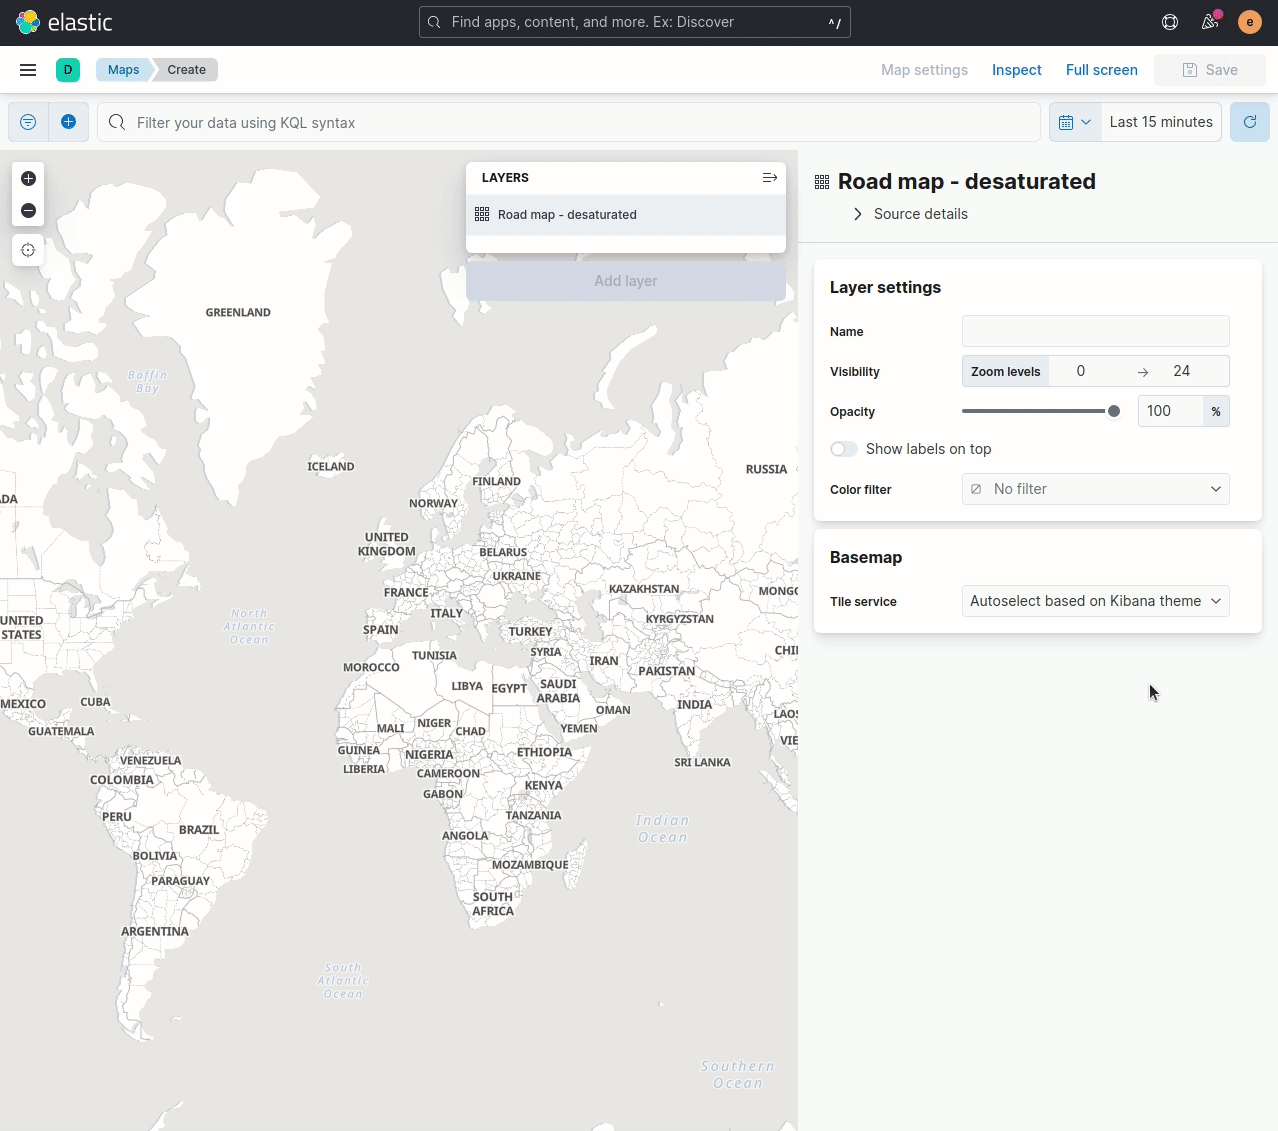 elastic
Find apps, content, and more. Ex: Discover
^/
e
D
Maps
Create
Map settings
Inspect
Full screen
Save
Filter your data using KQL syntax
Last 15 minutes
LAYERS
Road map - desaturated
Add layer
GREENLAND
Baffin
Bay
ICELAND
RUSSIA
FINLAND
ADA
NORWAY
UNITED
KINGDOM
BELARUS
UKRAINE
KAZAKHSTAN
MONGO
FRANCE
ITALY
North
Atlantic
Ocean
UNITED
STATES
SPAIN
TURKEY
KYRGYZSTAN
SYRIA
CHI
TUNISIA
IRAN
MOROCCO
PAKISTAN
LIBYA
EGYPT
SAUDI
ARABIA
MEXICO
CUBA
OMAN
INDIA
LAOS
GUATEMALA
MALI
NIGER
CHAD
YEMEN
VIE
GUINEA
NIGERIA
ETHIOPIA
VENEZUELA
SRI LANKA
LIBERIA
CAMEROON
COLOMBIA
KENYA
GABON
PERU
TANZANIA
Indian
Ocean
BRAZIL
ANGOLA
BOLIVIA
MOZAMBIQUE
PARAGUAY
SOUTH
AFRICA
ARGENTINA
South
Atlantic
Ocean
Southern
Ocean
Road map - desaturated
Source details
Layer settings
Name
Visibility
Zoom levels
0
→
24
Opacity
100
%
Show labels on top
Color filter
No filter
Basemap
Tile service
Autoselect based on Kibana theme